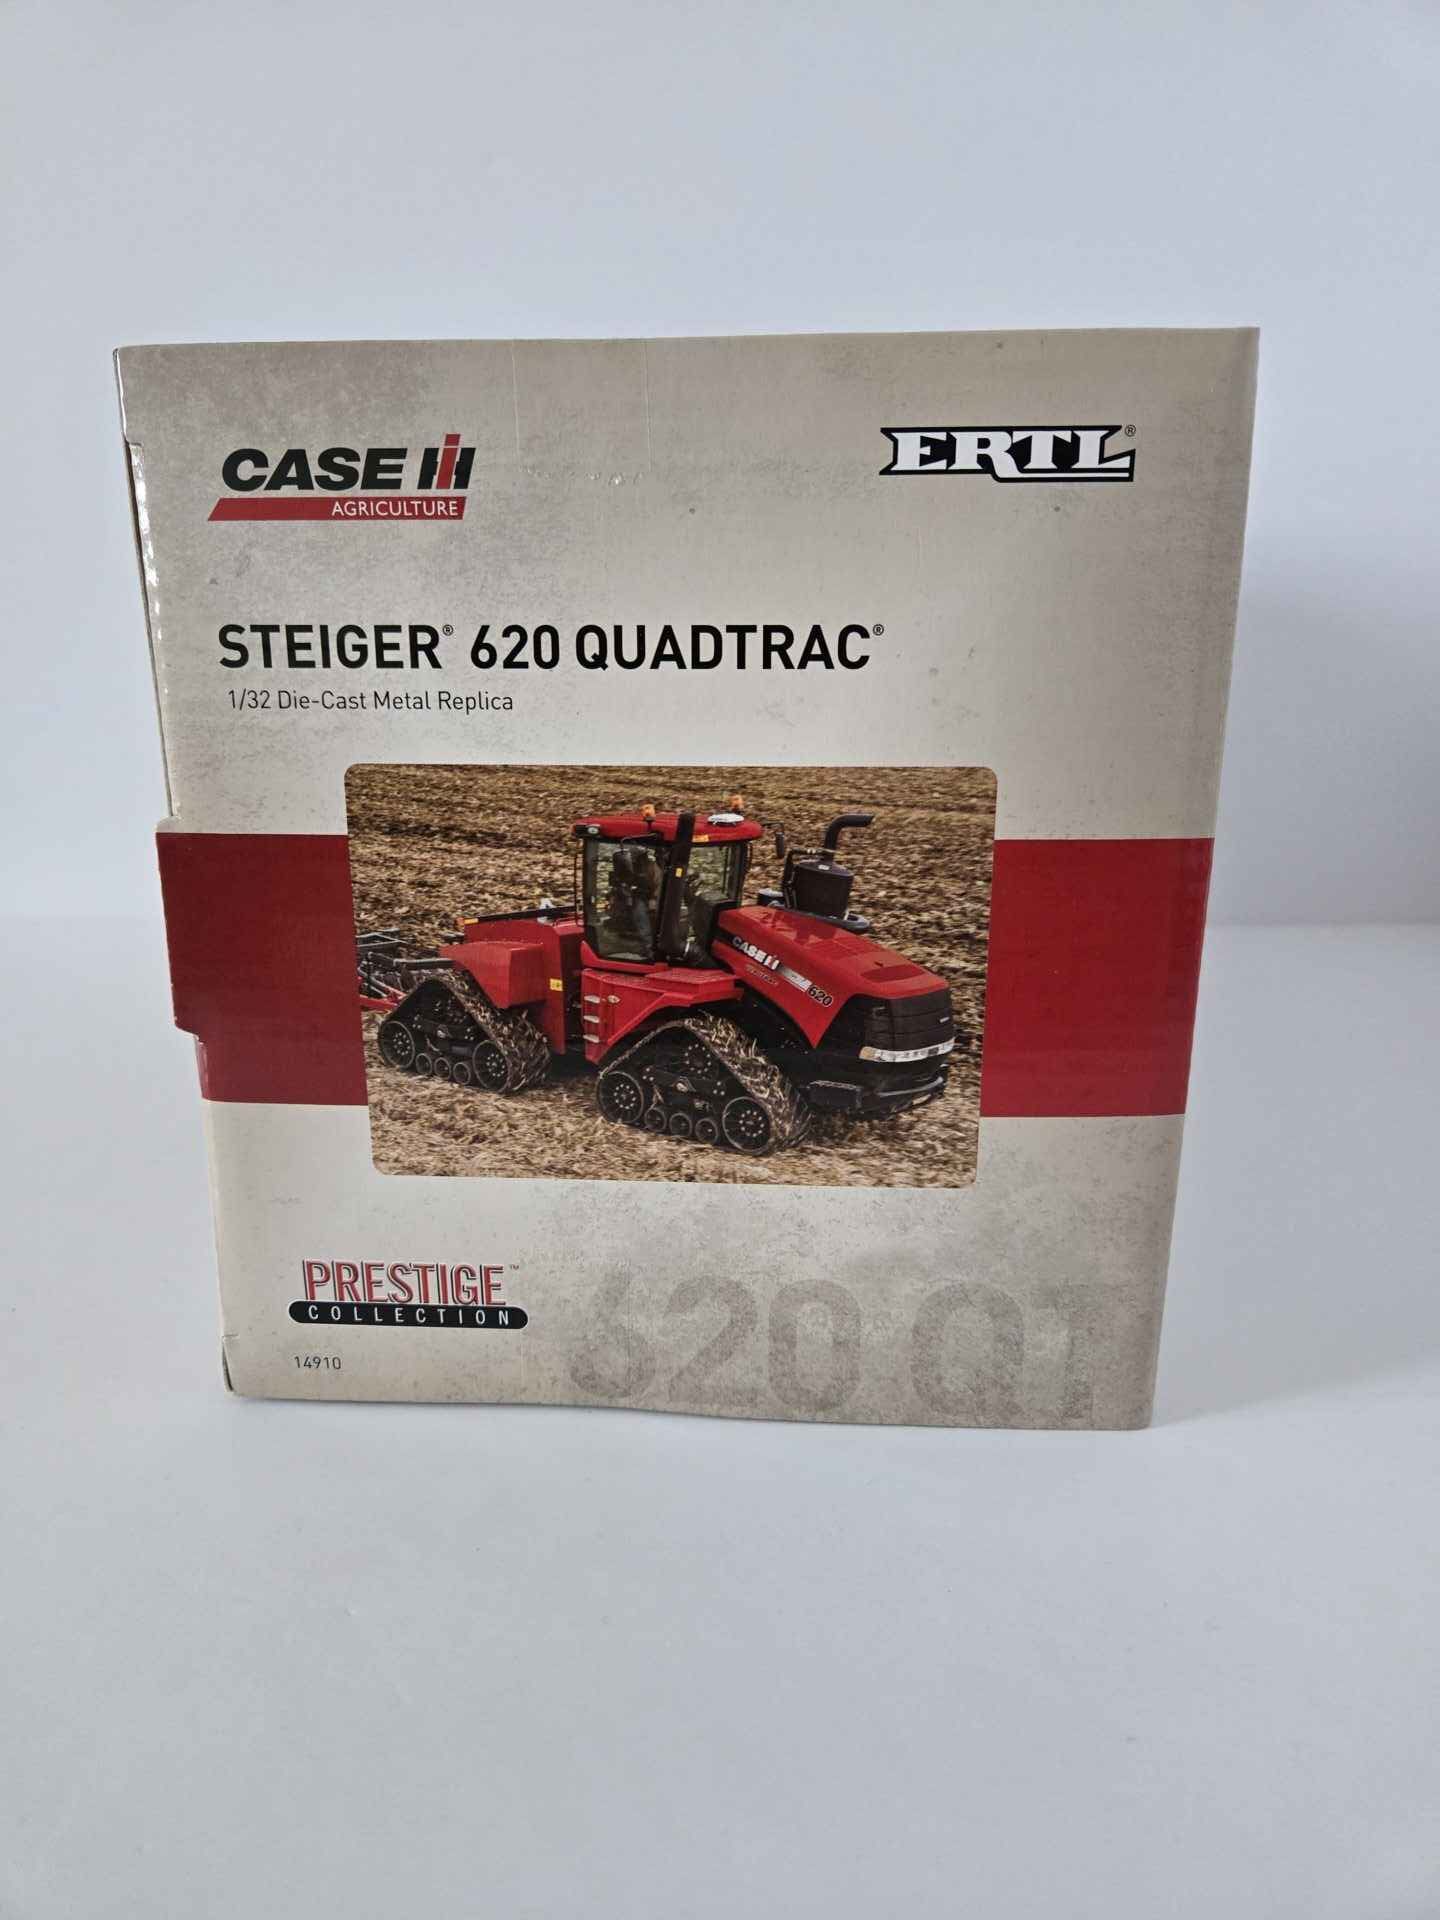 CASE IH
AGRICULTURE
ERTL®
STEIGER® 620 QUADTRAC®
1/32 Die-Cast Metal Replica
CASE IH
620
PRESTIGE™
COLLECTION
620 QT
14910